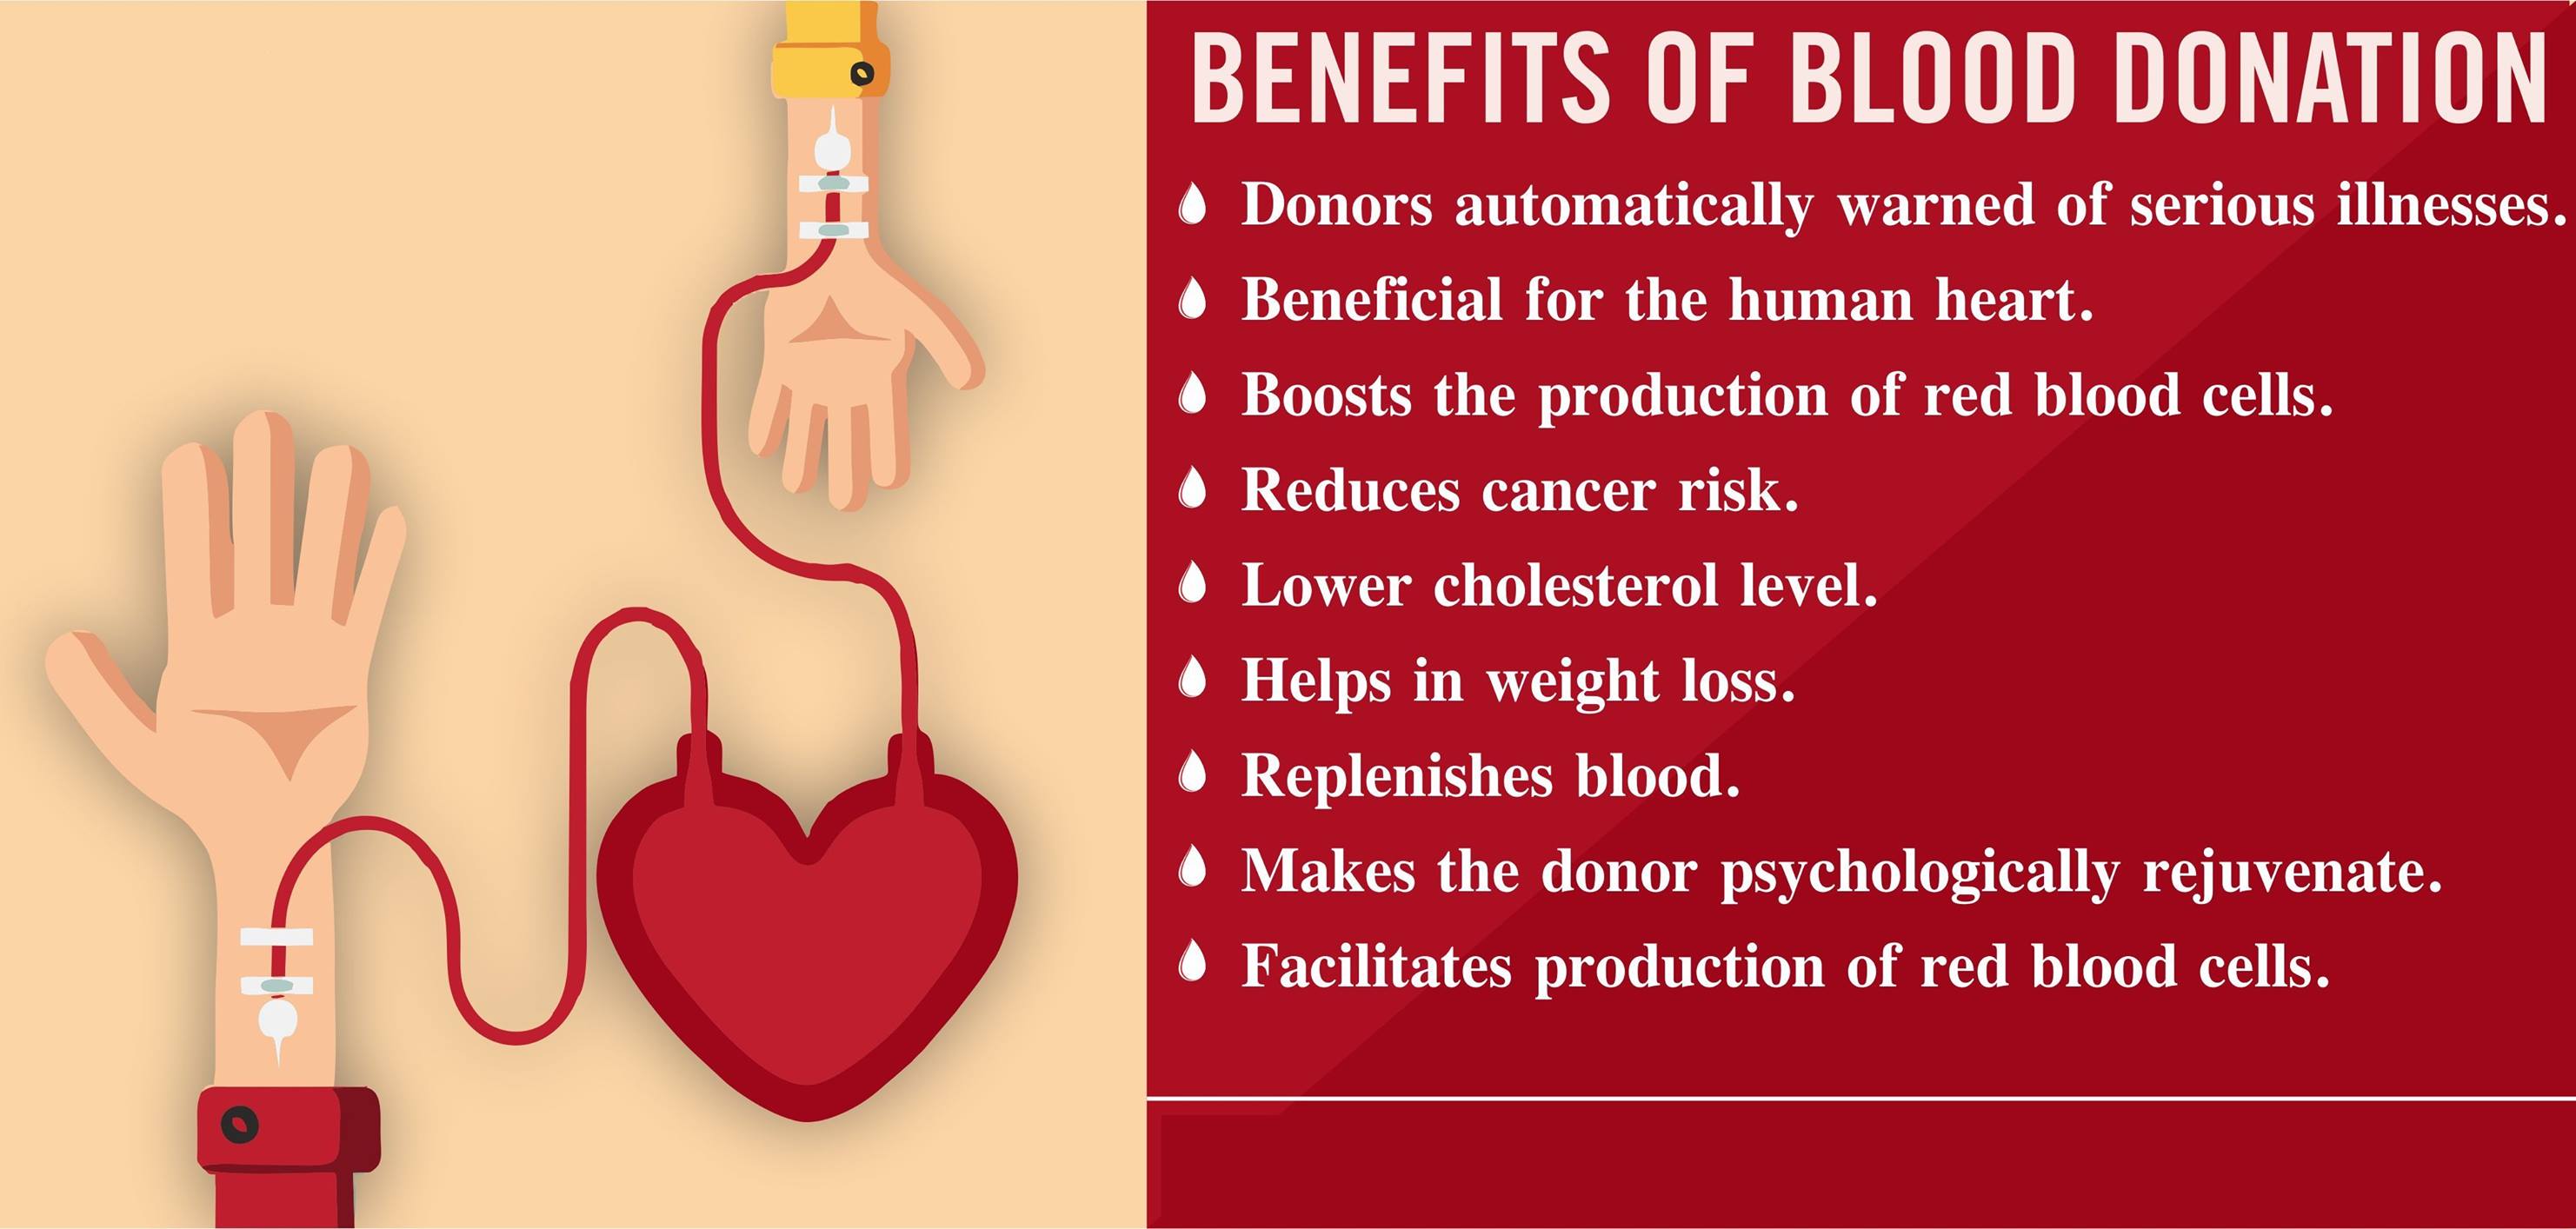 BENEFITS OF BLOOD DONATION
Donors automatically warned of serious illnesses.
Beneficial for the human heart.
Boosts the production of red blood cells.
Reduces cancer risk.
Lower cholesterol level.
Helps in weight loss.
Replenishes blood.
Makes the donor psychologically rejuvenate.
Facilitates production of red blood cells.